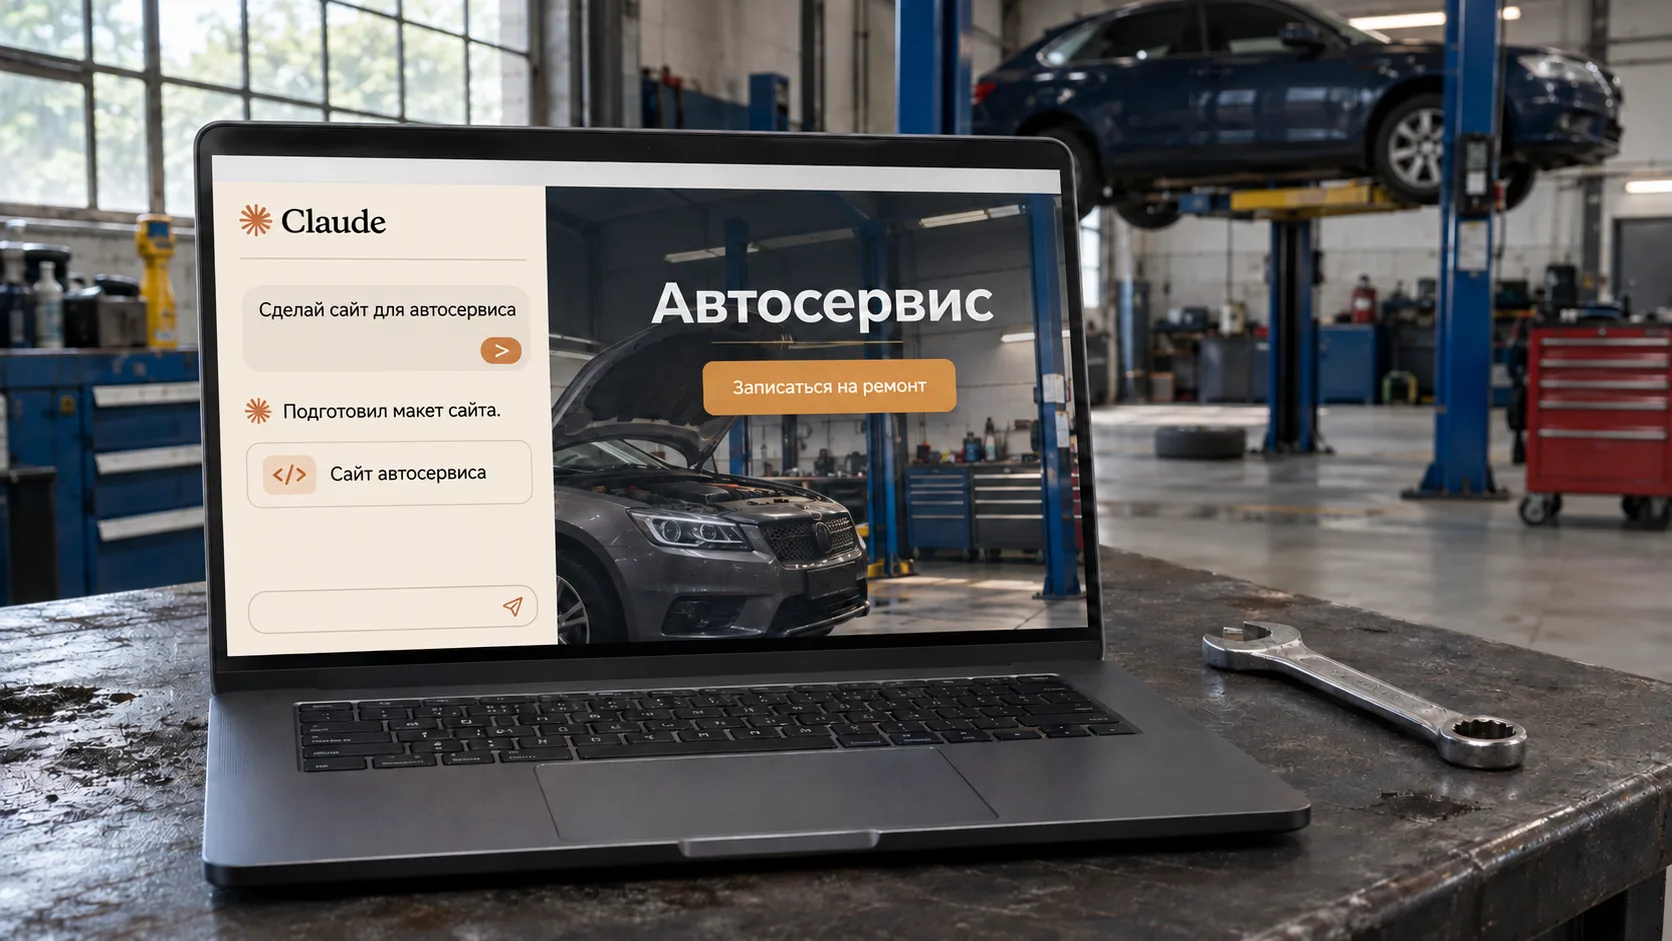 Claude
Сделай сайт для автосервиса
>
Подготовил макет сайта.
</> Сайт автосервиса
Автосервис
Записаться на ремонт